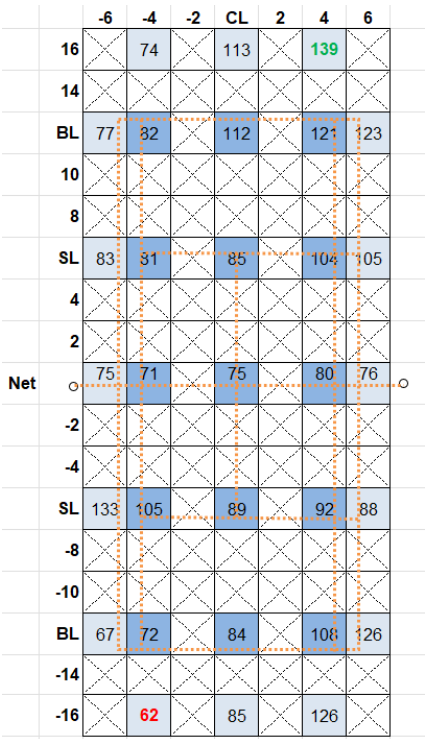 -6 -4 -2 CL 2 4 6
16 74 113 139
14
BL 77 82 112 121 123
10
8
SL 83 81 85 104 105
4
2
Net 75 71 75 80 76
-2
-4
SL 133 105 89 92 88
-8
-10
BL 67 72 84 108 126
-14
-16 62 85 126